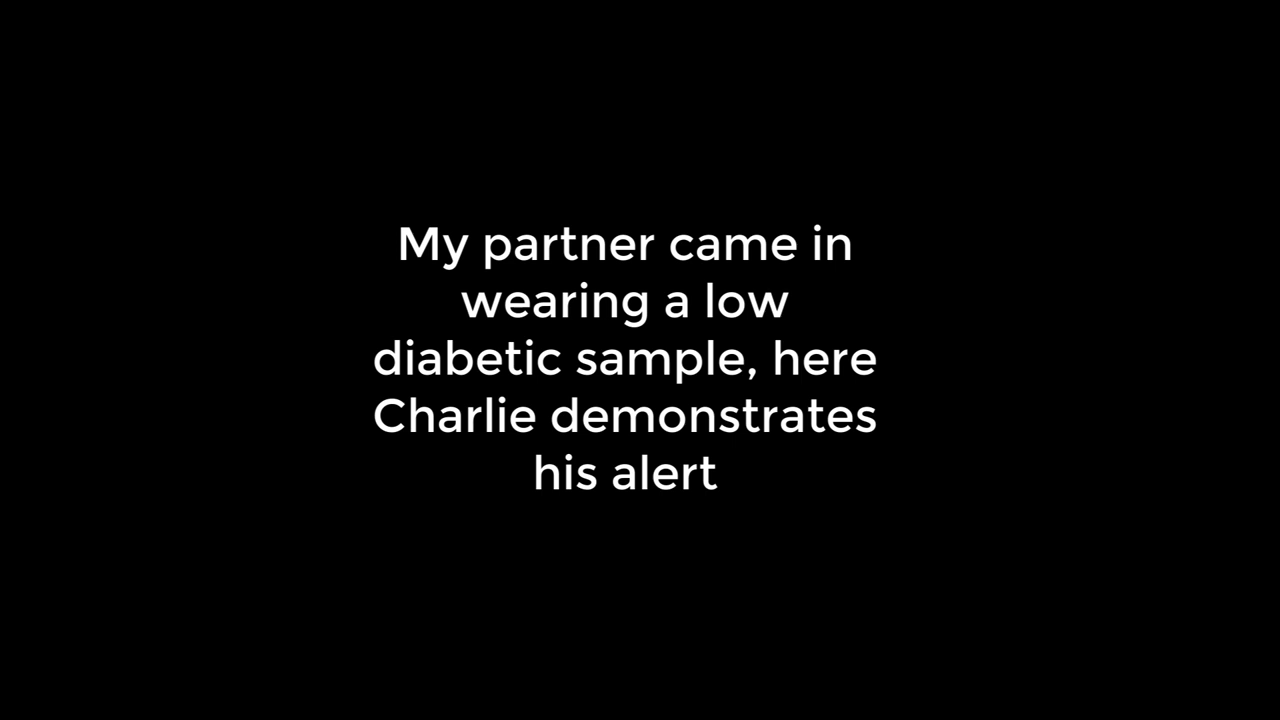 My partner came in
wearing a low
diabetic sample, here
Charlie demonstrates
his alert